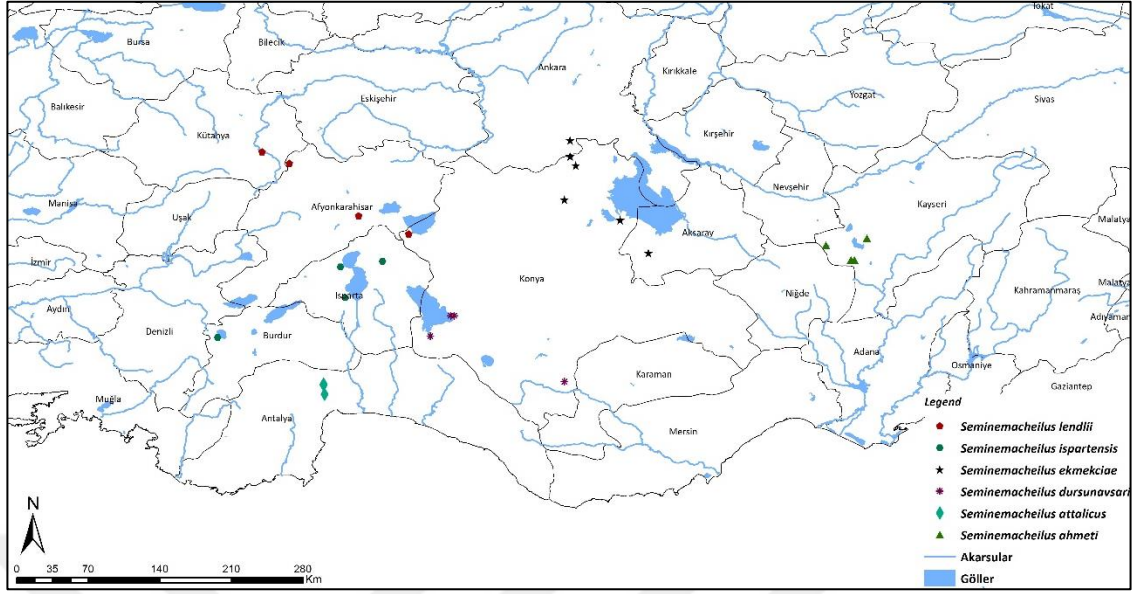 Tokat
Bursa
Bilecik
Ankara
Kırıkkale
Eskişehir
Yozgat
Sivas
Balıkesir
Kütahya
Kırşehir
Nevşehir
Kayseri
Manisa
Uşak
Afyonkarahisar
Malatya
Aksaray
İzmir
Konya
Malatya
Isparta
Niğde
Kahramanmaraş
Aydın
Denizli
Burdur
Adıyaman
Adana
Osmaniye
Karaman
Gaziantep
Muğla
Antalya
Mersin
Legend
Seminemacheilus lendlii
Seminemacheilus ispartensis
Seminemacheilus ekmekciae
Seminemacheilus dursunavsari
Seminemacheilus attalicus
Seminemacheilus ahmeti
Akarsular
Göller
N
0 35 70 140 210 280
Km